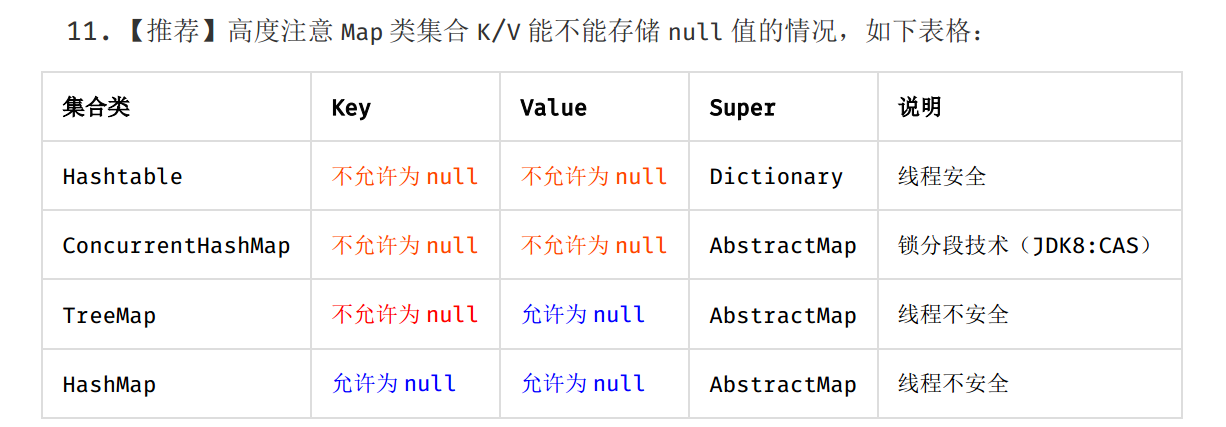 11.【推荐】高度注意 Map 类集合 K/V 能不能存储 null 值的情况，如下表格：
集合类 Key Value Super 说明
Hashtable 不允许为 null 不允许为 null Dictionary 线程安全
ConcurrentHashMap 不允许为 null 不允许为 null AbstractMap 锁分段技术（JDK8:CAS）
TreeMap 不允许为 null 允许为 null AbstractMap 线程不安全
HashMap 允许为 null 允许为 null AbstractMap 线程不安全